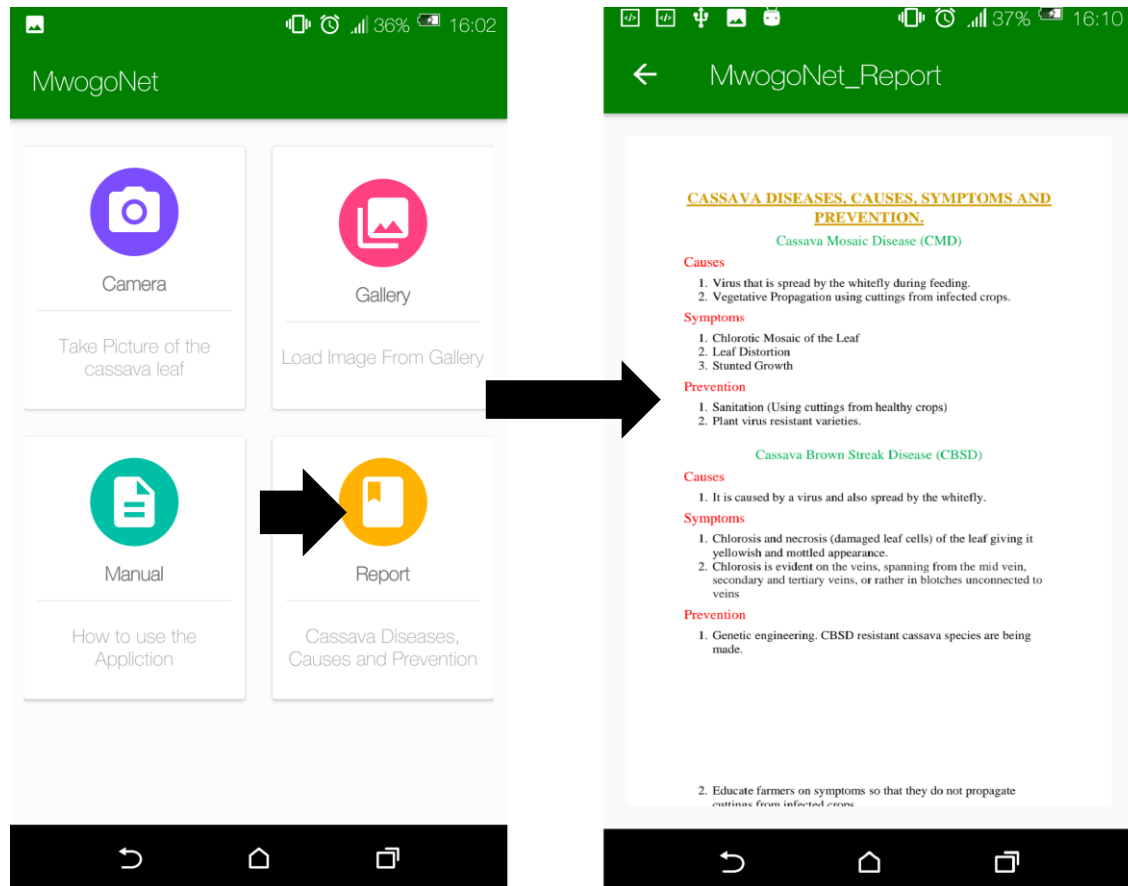 36% 16:02
MwogoNet
Camera
Take Picture of the
cassava leaf
Gallery
Load Image From Gallery
Manual
How to use the
Appliction
Report
Cassava Diseases,
Causes and Prevention
37% 16:10
MwogoNet_Report
CASSAVA DISEASES, CAUSES, SYMPTOMS AND
PREVENTION.
Cassava Mosaic Disease (CMD)
Causes
1. Virus that is spread by the whitefly during feeding.
2. Vegetative Propagation using cuttings from infected crops.
Symptoms
1. Chlorotic Mosaic of the Leaf
2. Leaf Distortion
3. Stunted Growth
Prevention
1. Sanitation (Using cuttings from healthy crops)
2. Plant virus resistant varieties.
Cassava Brown Streak Disease (CBSD)
Causes
1. It is caused by a virus and also spread by the whitefly.
Symptoms
1. Chlorosis and necrosis (damaged leaf cells) of the leaf giving it
yellowish and mottled appearance.
2. Chlorosis is evident on the veins, spanning from the mid vein,
secondary and tertiary veins, or rather in blotches unconnected to
veins
Prevention
1. Genetic engineering. CBSD resistant cassava species are being
made.
2. Educate farmers on symptoms so that they do not propagate
cuttings from infected crops